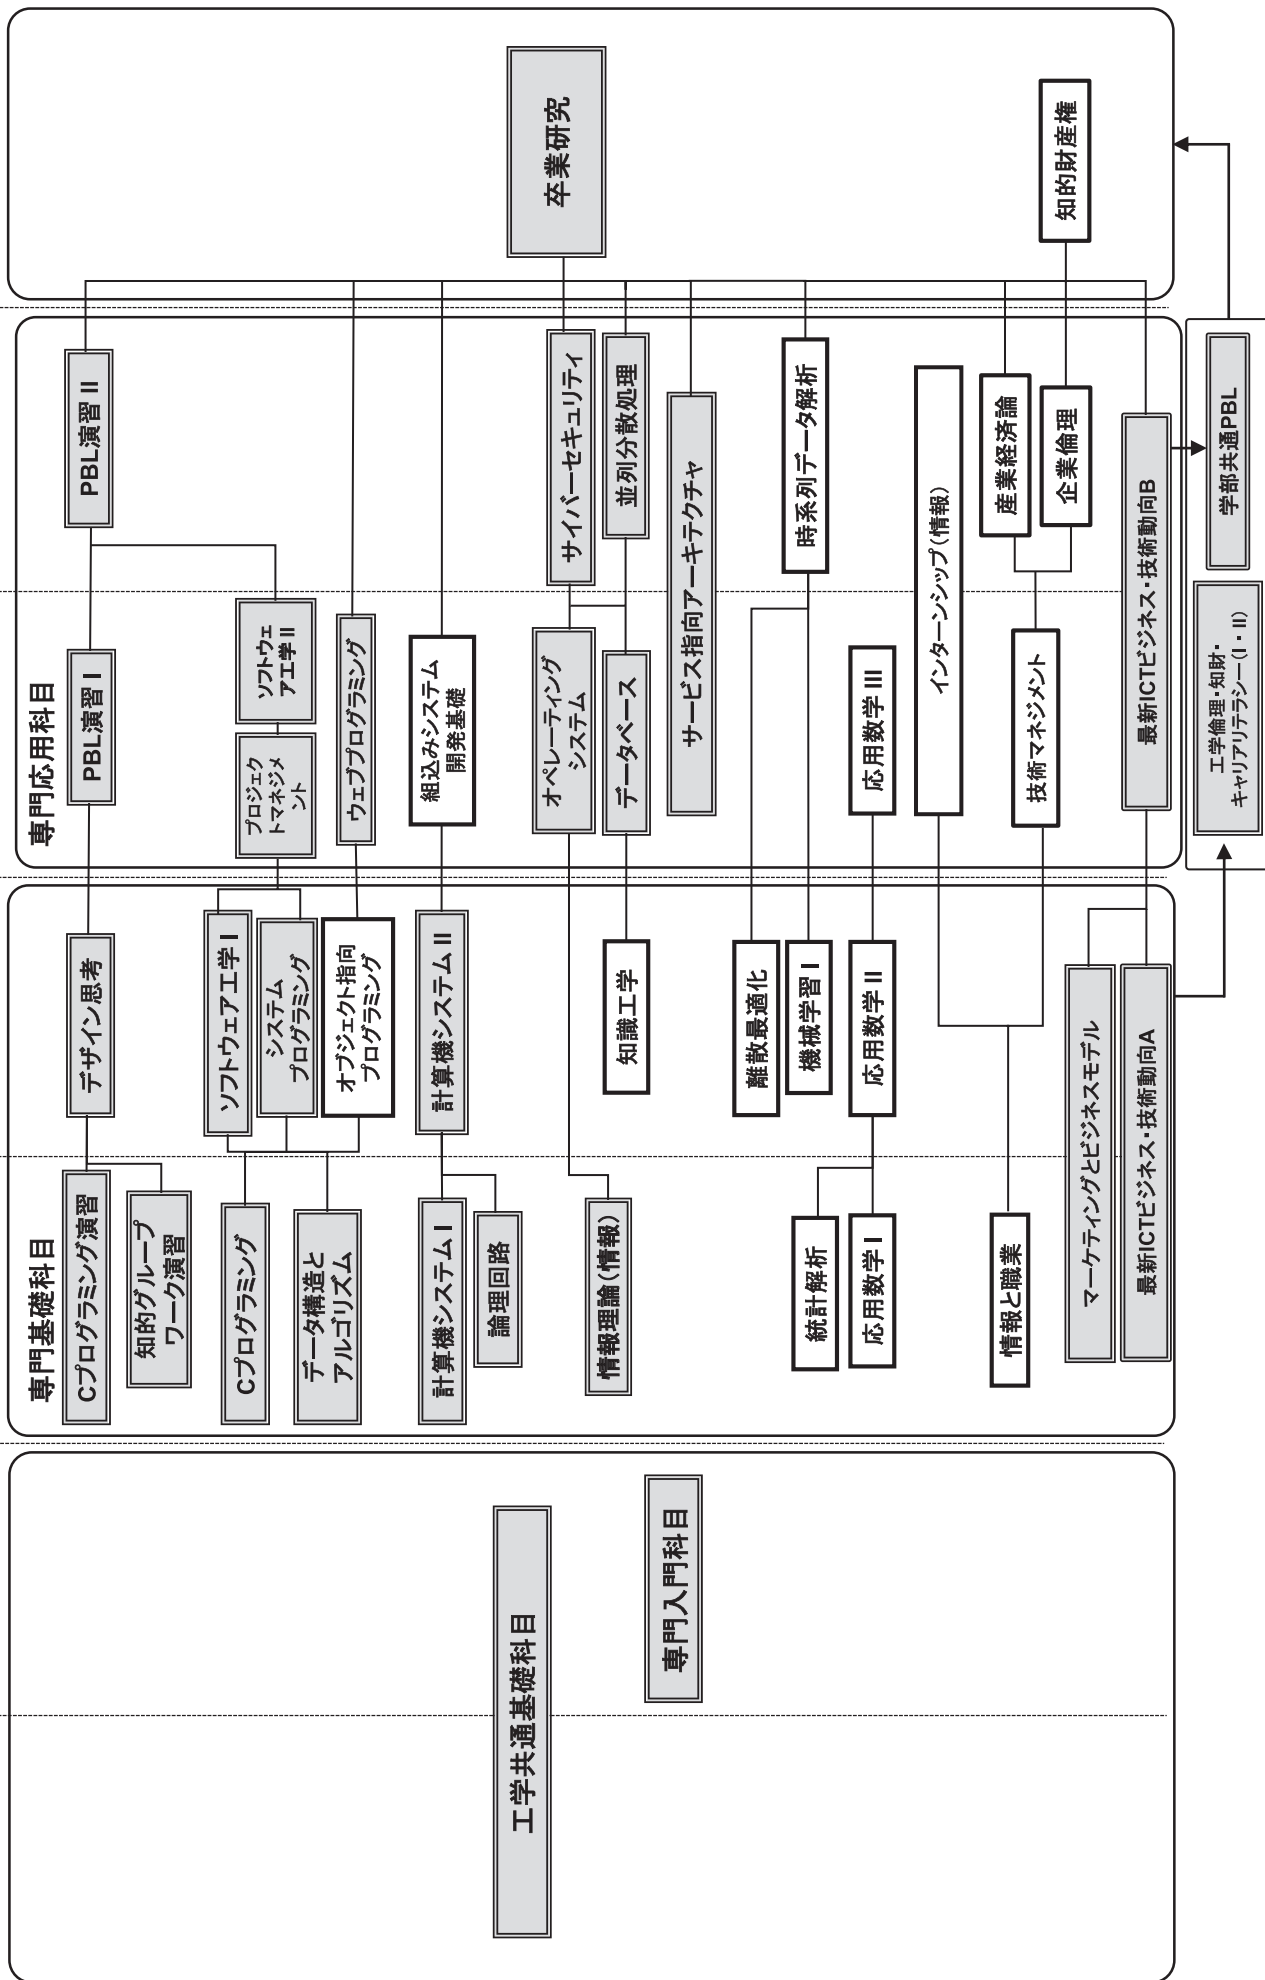 工学共通基礎科目
専門入門科目
専門基礎科目
Cプログラミング演習
知的グループ
ワーク演習
Cプログラミング
データ構造と
アルゴリズム
計算機システム I
論理回路
情報理論(情報)
統計解析
応用数学 I
情報と職業
マーケティングとビジネスモデル
最新ICTビジネス・技術動向A
デザイン思考
ソフトウェア工学 I
システム
プログラミング
オブジェクト指向
プログラミング
計算機システム II
知識工学
離散最適化
機械学習 I
応用数学 II
専門応用科目
PBL演習 I
プロジェク
トマネジメ
ント
ソフトウェ
ア工学 II
ウェブプログラミング
組込みシステム
開発基礎
オペレーティング
システム
データベース
サービス指向アーキテクチャ
応用数学 III
インターンシップ(情報)
技術マネジメント
最新ICTビジネス・技術動向B
工学倫理・知財・
キャリアリテラシー(I・II)
PBL演習 II
サイバーセキュリティ
並列分散処理
時系列データ解析
産業経済論
企業倫理
学部共通PBL
卒業研究
知的財産権